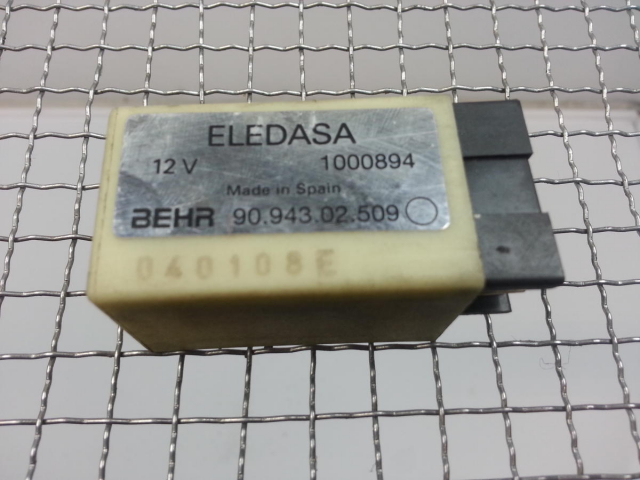 ELEDASA
12 V 1000894
Made in Spain
BEHR 90.943.02.509
040108E